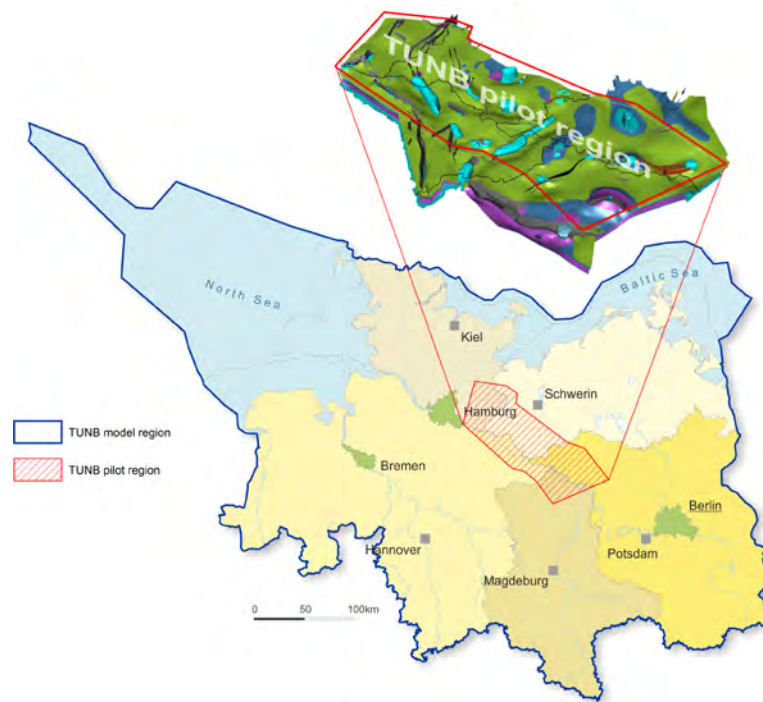 TUNB pilot region
North Sea
Baltic Sea
Kiel
Schwerin
Hamburg
TUNB model region
TUNB pilot region
Bremen
Berlin
Hannover
Potsdam
Magdeburg
0 50 100km